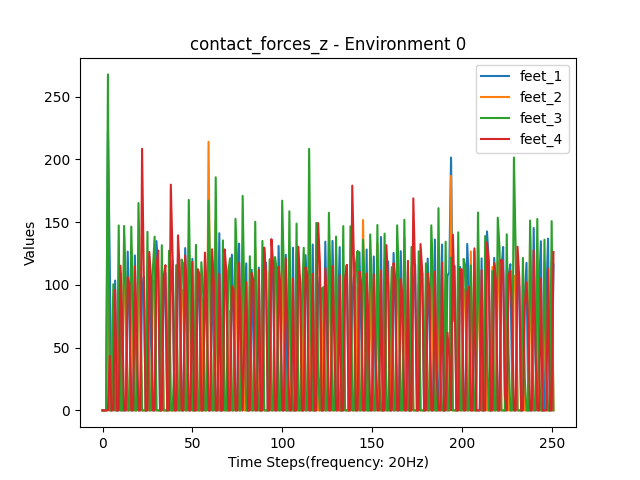 contact_forces_z - Environment 0
feet_1
feet_2
feet_3
feet_4
Values
250
200
150
100
50
0
0 50 100 150 200 250
Time Steps(frequency: 20Hz)